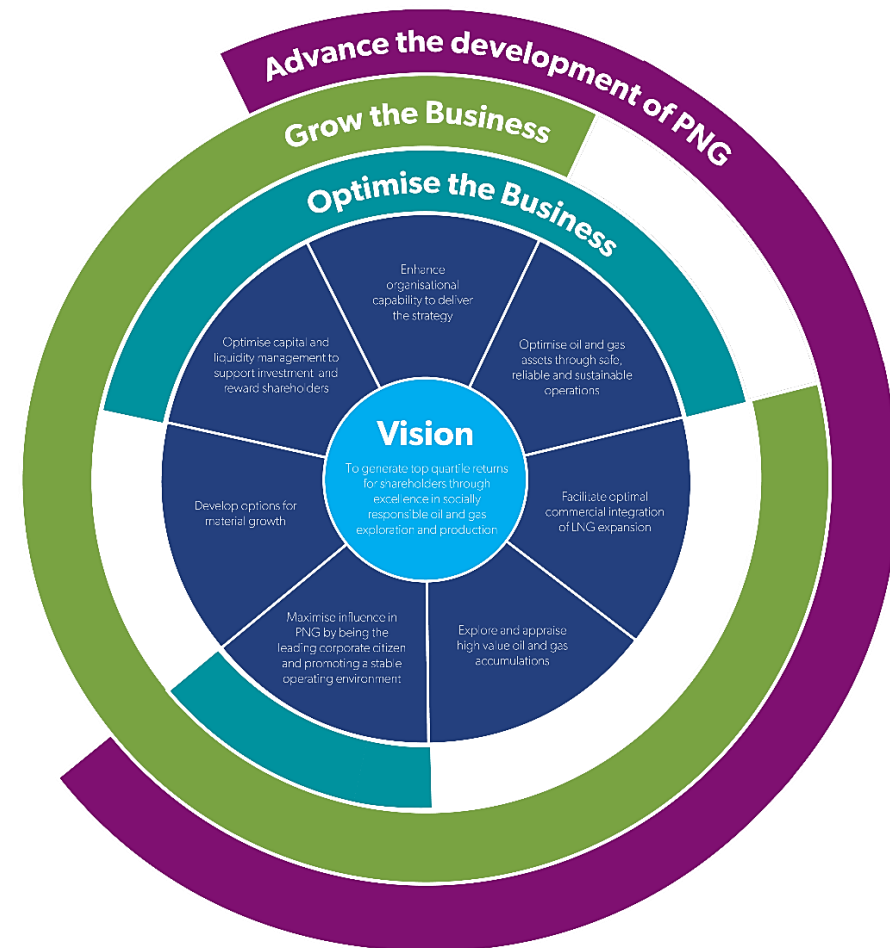 Advance the development of PNG
Grow the Business
Optimise the Business
Enhance
organisational
capability to deliver
the strategy
Optimise oil and gas
assets through safe,
reliable and sustainable
operations
Facilitate optimal
commercial integration
of LNG expansion
Explore and appraise
high value oil and gas
accumulations
Maximise influence in
PNG by being the
leading corporate citizen
and promoting a stable
operating environment
Develop options for
material growth
Optimise capital and
liquidity management to
support investment and
reward shareholders
Vision
To generate top quartile returns
for shareholders through
excellence in socially
responsible oil and gas
exploration and production